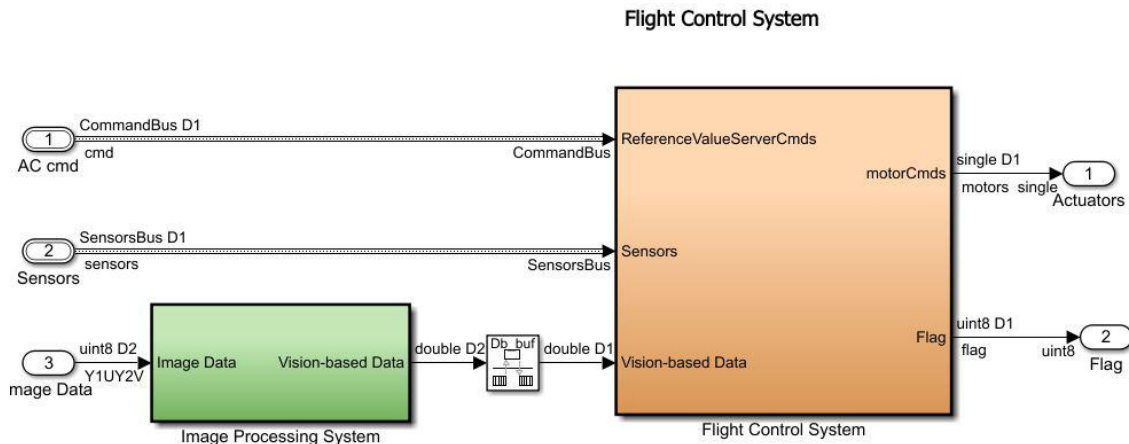 Flight Control System
CommandBus D1
1
cmd
AC cmd
CommandBus
ReferenceValueServerCmds
motorCmds
single D1
motors single
1
Actuators
SensorsBus D1
2
sensors
Sensors
SensorsBus
Sensors
uint8 D2
3
Y1UY2V
mage Data
Image Data
Vision-based Data
Image Processing System
double D2
Db_buf
double D1
Vision-based Data
Flag
Flight Control System
uint8 D1
flag
uint8
2
Flag